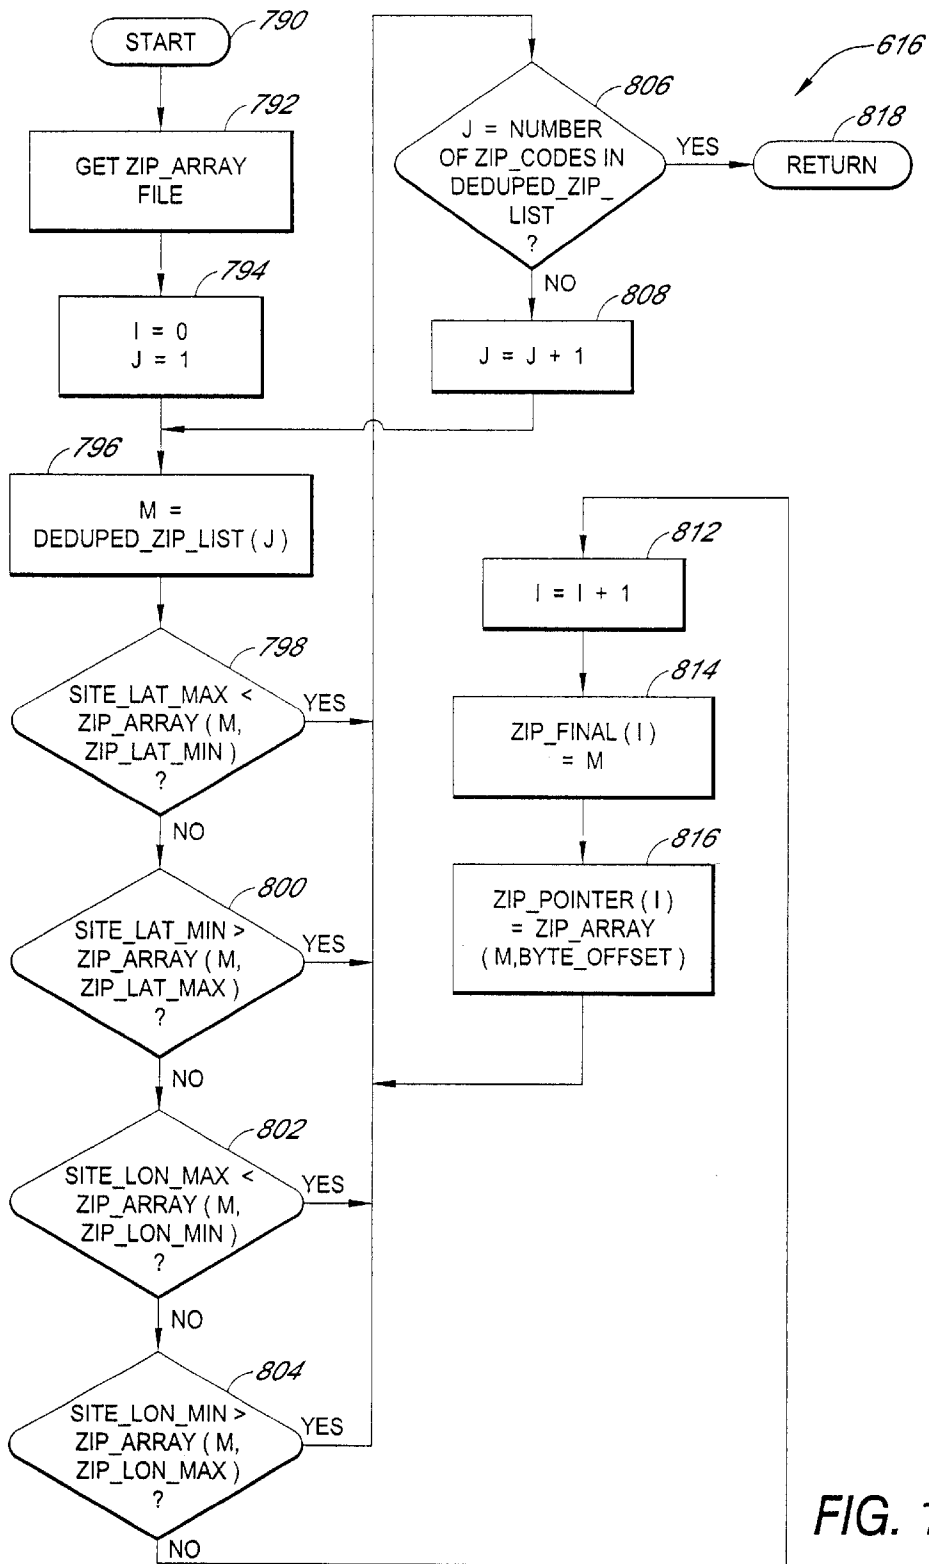 START
790
792
GET ZIP_ARRAY
FILE
794
I = 0
J = 1
796
M =
DEDUPED_ZIP_LIST ( J )
798
SITE_LAT_MAX <
ZIP_ARRAY ( M,
ZIP_LAT_MIN )
?
YES
NO
800
SITE_LAT_MIN >
ZIP_ARRAY ( M,
ZIP_LAT_MAX )
?
YES
NO
802
SITE_LON_MAX <
ZIP_ARRAY ( M,
ZIP_LON_MIN )
?
YES
NO
804
SITE_LON_MIN >
ZIP_ARRAY ( M,
ZIP_LON_MAX )
?
YES
NO
616
806
J = NUMBER
OF ZIP_CODES IN
DEDUPED_ZIP_
LIST
?
YES
818
RETURN
NO
808
J = J + 1
812
I = I + 1
814
ZIP_FINAL ( I )
= M
816
ZIP_POINTER ( I )
= ZIP_ARRAY
( M,BYTE_OFFSET )
FIG.